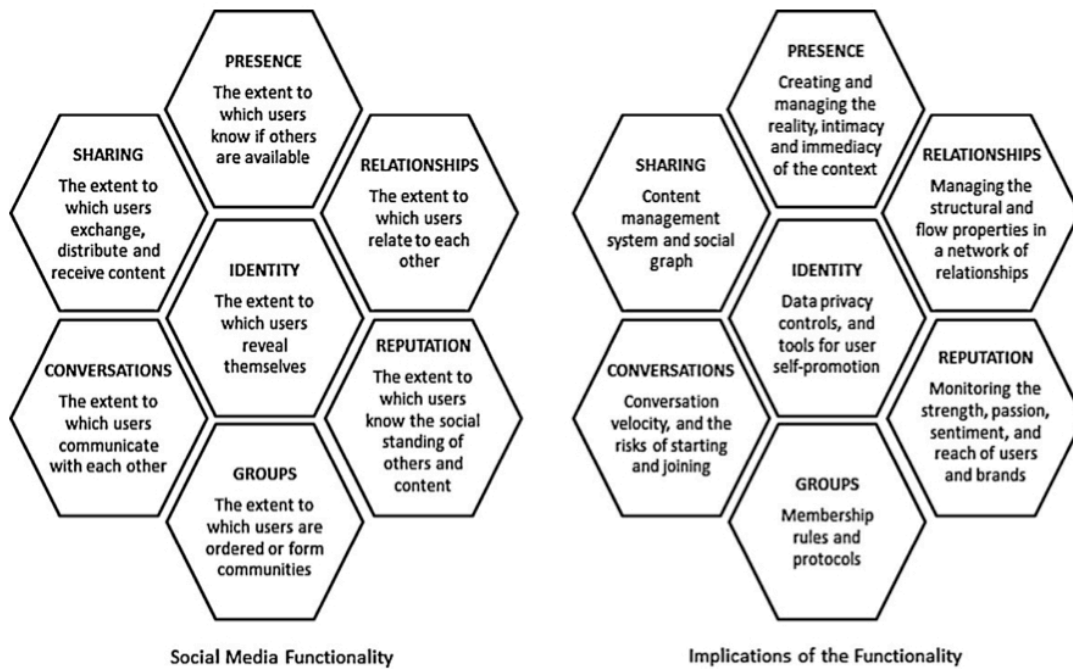 PRESENCE
The extent to
which users
know if others
are available
SHARING
The extent to
which users
exchange,
distribute and
receive content
RELATIONSHIPS
The extent to
which users
relate to each
other
IDENTITY
The extent to
which users
reveal
themselves
CONVERSATIONS
The extent to
which users
communicate
with each other
REPUTATION
The extent to
which users
know the social
standing of
others and
content
GROUPS
The extent to
which users are
ordered or form
communities
Social Media Functionality
PRESENCE
Creating and
managing the
reality, intimacy
and immediacy
of the context
SHARING
Content
management
system and social
graph
RELATIONSHIPS
Managing the
structural and
flow properties in
a network of
relationships
IDENTITY
Data privacy
controls, and
tools for user
self-promotion
CONVERSATIONS
Conversation
velocity, and the
risks of starting
and joining
REPUTATION
Monitoring the
strength, passion,
sentiment, and
reach of users
and brands
GROUPS
Membership
rules and
protocols
Implications of the Functionality